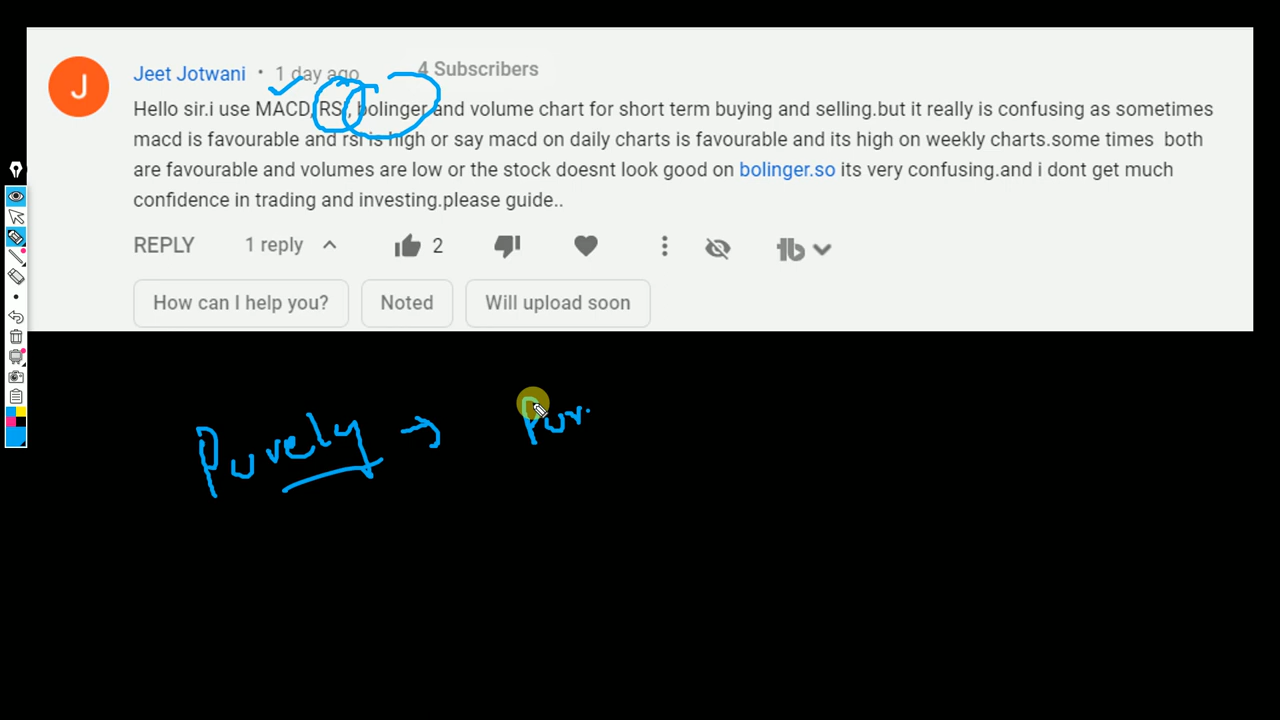 J
Jeet Jotwani • 1 day ago 4 Subscribers
Hello sir.i use MACD,RSI, bolinger and volume chart for short term buying and selling.but it really is confusing as sometimes
macd is favourable and rsi is high or say macd on daily charts is favourable and its high on weekly charts.some times both
are favourable and volumes are low or the stock doesnt look good on bolinger.so its very confusing.and i dont get much
confidence in trading and investing.please guide..
REPLY 1 reply 2
How can I help you? Noted Will upload soon
Purely → Pur